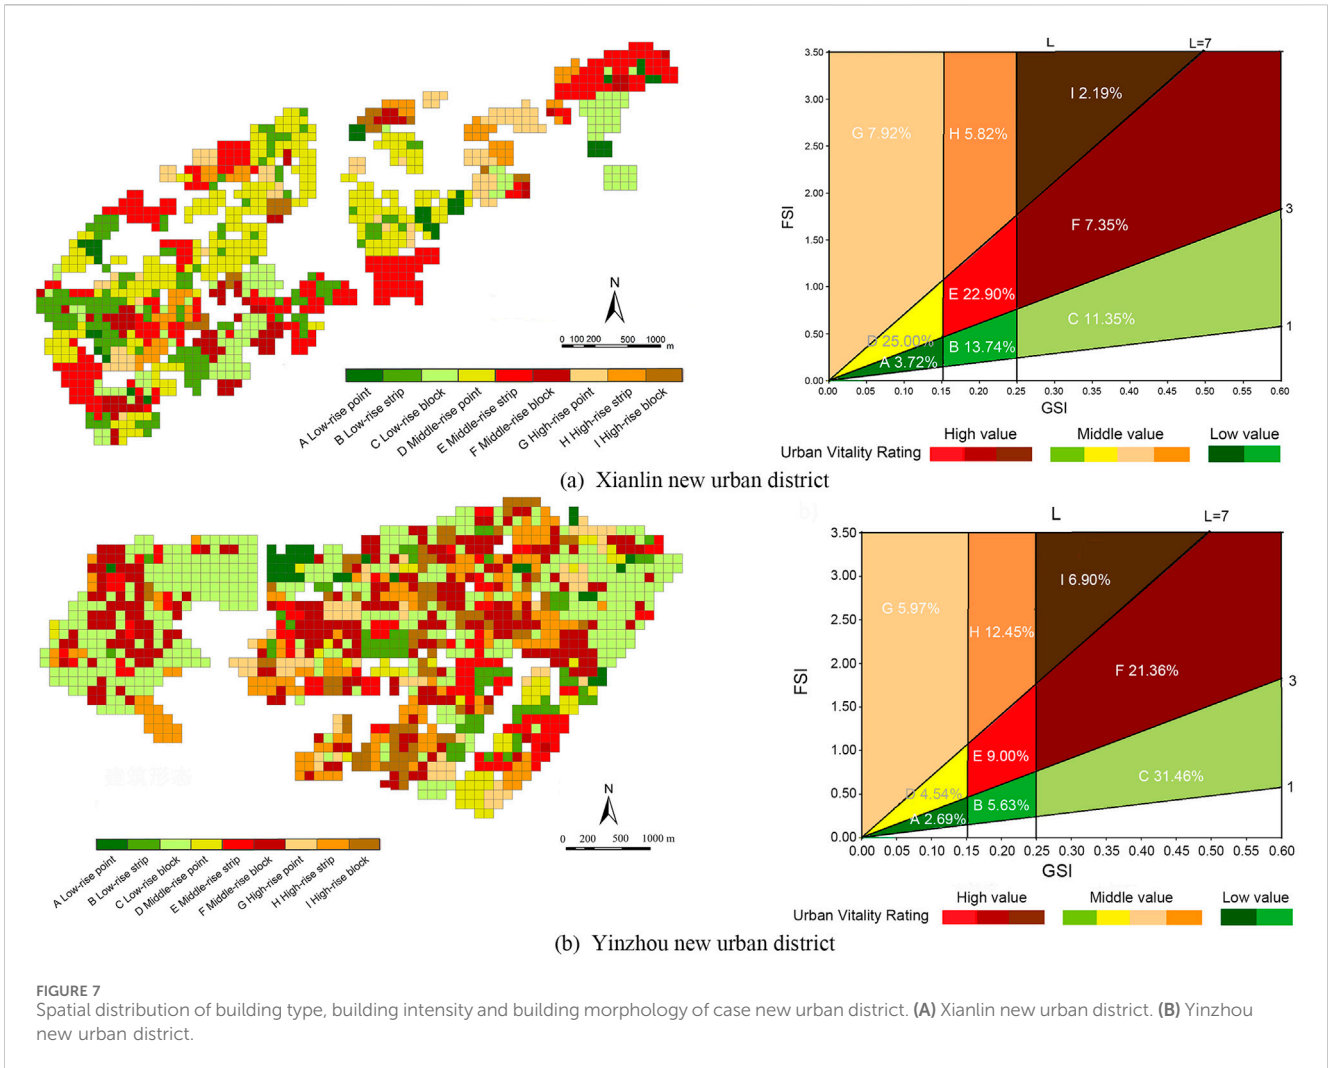 N
0 100 200 500 1000 m
A Low-rise point
B Low-rise strip
C Low-rise block
D Middle-rise point
E Middle-rise strip
F Middle-rise block
G High-rise point
H High-rise strip
I High-rise block
L
L=7
3.50
3.00
2.50
2.00
1.50
1.00
0.50
0.00
FSI
G 7.92%
H 5.82%
I 2.19%
F 7.35%
E 22.90%
C 11.35%
D 25.00%
B 13.74%
A 3.72%
3
1
0.00 0.05 0.10 0.15 0.20 0.25 0.30 0.35 0.40 0.45 0.50 0.55 0.60
GSI
High value
Middle value
Low value
Urban Vitality Rating
(a) Xianlin new urban district
N
0 200 500 1000 m
A Low-rise point
B Low-rise strip
C Low-rise block
D Middle-rise point
E Middle-rise strip
F Middle-rise block
G High-rise point
H High-rise strip
I High-rise block
b)
L
L=7
3.50
3.00
2.50
2.00
1.50
1.00
0.50
0.00
FSI
G 5.97%
H 12.45%
I 6.90%
F 21.36%
E 9.00%
C 31.46%
D 4.54%
B 5.63%
A 2.69%
3
1
0.00 0.05 0.10 0.15 0.20 0.25 0.30 0.35 0.40 0.45 0.50 0.55 0.60
GSI
High value
Middle value
Low value
Urban Vitality Rating
建筑形态
(b) Yinzhou new urban district
FIGURE 7
Spatial distribution of building type, building intensity and building morphology of case new urban district. (A) Xianlin new urban district. (B) Yinzhou
new urban district.